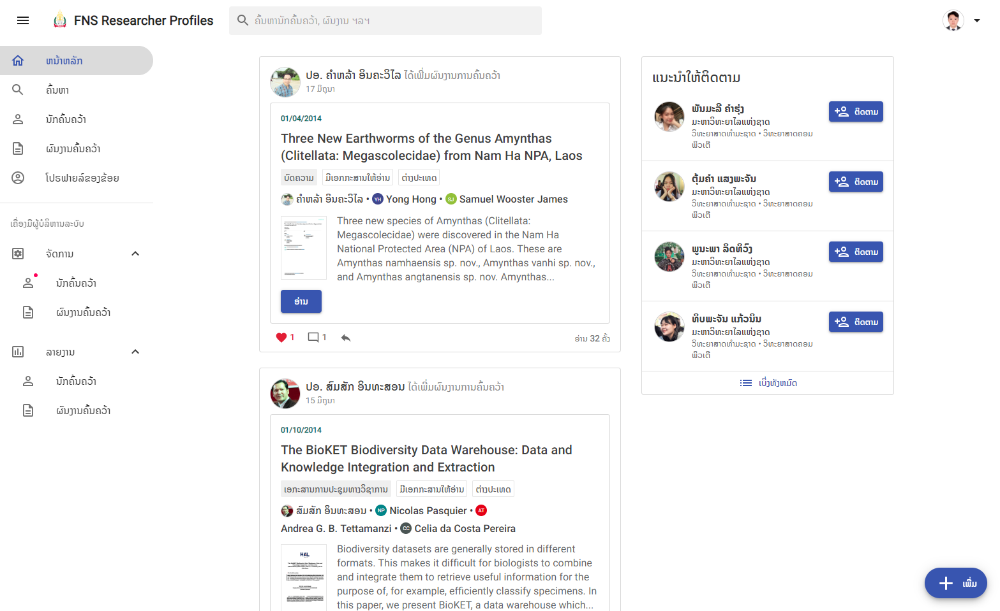 FNS Researcher Profiles
ຄົ້ນຫານັກຄົ້ນຄວ້າ, ຜົນງານ ຯລຯ
ຫນ້າຫລັກ
ຄົ້ນຫາ
ນັກຄົ້ນຄວ້າ
ຜົນງານຄົ້ນຄວ້າ
ໂປຣຟາຍລ໌ຂອງຂ້ອຍ
ເຄື່ອງມືຜູ້ບໍລິຫານລະບົບ
ຈັດການ
ນັກຄົ້ນຄວ້າ
ຜົນງານຄົ້ນຄວ້າ
ລາຍງານ
ນັກຄົ້ນຄວ້າ
ຜົນງານຄົ້ນຄວ້າ
ປອ. ຄຳຫລ້າ ອິນຄະວິໄລ ໄດ້ເພີ່ມຜົນງານການຄົ້ນຄວ້າ
17 ມິຖຸນາ
01/04/2014
Three New Earthworms of the Genus Amynthas
(Clitellata: Megascolecidae) from Nam Ha NPA, Laos
ບົດຄວາມ ມີເອກກະສານໃຫ້ອ່ານ ຕ່າງປະເທດ
ຄຳຫລ້າ ອິນຄະວິໄລ • YH Yong Hong • SJ Samuel Wooster James
Three new species of Amynthas (Clitellata:
Megascolecidae) were discovered in the Nam Ha
National Protected Area (NPA) of Laos. These are
Amynthas namhaensis sp. nov., Amynthas vanhi sp. nov.,
and Amynthas angtanensis sp. nov. Amynthas...
ອ່ານ
1 1
ອ່ານ 32 ຄັ້ງ
ປອ. ສົມສັກ ອິນທະສອນ ໄດ້ເພີ່ມຜົນງານການຄົ້ນຄວ້າ
15 ມິຖຸນາ
01/10/2014
The BioKET Biodiversity Data Warehouse: Data and
Knowledge Integration and Extraction
ເອກະສານການປະຊຸມທາງວິຊາການ ມີເອກກະສານໃຫ້ອ່ານ ຕ່າງປະເທດ
ສົມສັກ ອິນທະສອນ • NP Nicolas Pasquier • AT
Andrea G. B. Tettamanzi • CC Celia da Costa Pereira
HAL
Biodiversity datasets are generally stored in different
formats. This makes it difficult for biologists to combine
and integrate them to retrieve useful information for the
purpose of, for example, efficiently classify specimens. In
this paper, we present BioKET, a data warehouse which...
ແນະນຳໃຫ້ຕິດຕາມ
ພັນມະລີ ຄຳຮຸ່ງ
ມະຫາວິທະຍາໄລແຫ່ງຊາດ
ວິທະຍາສາດທຳມະຊາດ • ວິທະຍາສາດຄອມ
ພິວເຕີ
ຕິດຕາມ
ຕຸ້ມຄຳ ແສງພະຈັນ
ມະຫາວິທະຍາໄລແຫ່ງຊາດ
ວິທະຍາສາດທຳມະຊາດ • ວິທະຍາສາດຄອມ
ພິວເຕີ
ຕິດຕາມ
ພູນະພາ ລິດທິວົງ
ມະຫາວິທະຍາໄລແຫ່ງຊາດ
ວິທະຍາສາດທຳມະຊາດ • ວິທະຍາສາດຄອມ
ພິວເຕີ
ຕິດຕາມ
ທິບພະຈັນ ແກ້ວນິນ
ມະຫາວິທະຍາໄລແຫ່ງຊາດ
ວິທະຍາສາດທຳມະຊາດ • ວິທະຍາສາດຄອມ
ພິວເຕີ
ຕິດຕາມ
ເບິ່ງທັງຫມົດ
ເພີ່ມ